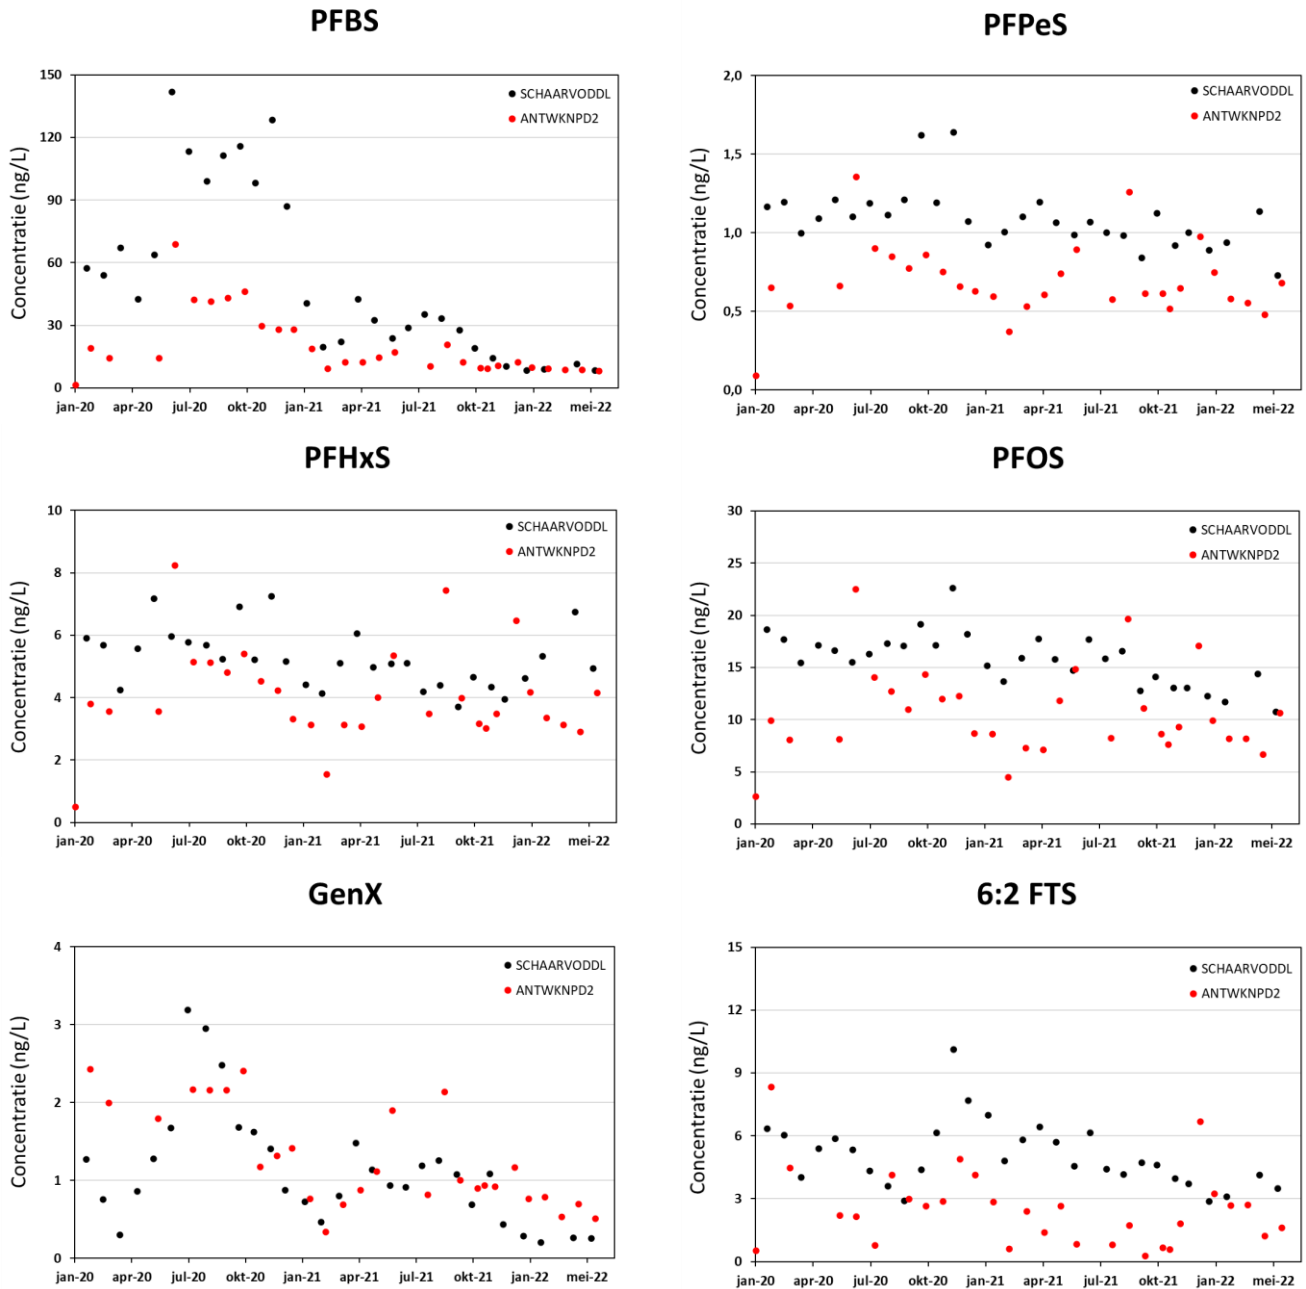 PFBS
Concentratie (ng/L)
150
120
90
60
30
0
SCHAARVODDL
ANTWKNPD2
jan-20 apr-20 jul-20 okt-20 jan-21 apr-21 jul-21 okt-21 jan-22 mei-22
PFPeS
Concentratie (ng/L)
2,0
1,5
1,0
0,5
0,0
SCHAARVODDL
ANTWKNPD2
jan-20 apr-20 jul-20 okt-20 jan-21 apr-21 jul-21 okt-21 jan-22 mei-22
PFHxS
Concentratie (ng/L)
10
8
6
4
2
0
SCHAARVODDL
ANTWKNPD2
jan-20 apr-20 jul-20 okt-20 jan-21 apr-21 jul-21 okt-21 jan-22 mei-22
PFOS
Concentratie (ng/L)
30
25
20
15
10
5
0
SCHAARVODDL
ANTWKNPD2
jan-20 apr-20 jul-20 okt-20 jan-21 apr-21 jul-21 okt-21 jan-22 mei-22
GenX
Concentratie (ng/L)
4
3
2
1
0
SCHAARVODDL
ANTWKNPD2
jan-20 apr-20 jul-20 okt-20 jan-21 apr-21 jul-21 okt-21 jan-22 mei-22
6:2 FTS
Concentratie (ng/L)
15
12
9
6
3
0
SCHAARVODDL
ANTWKNPD2
jan-20 apr-20 jul-20 okt-20 jan-21 apr-21 jul-21 okt-21 jan-22 mei-22